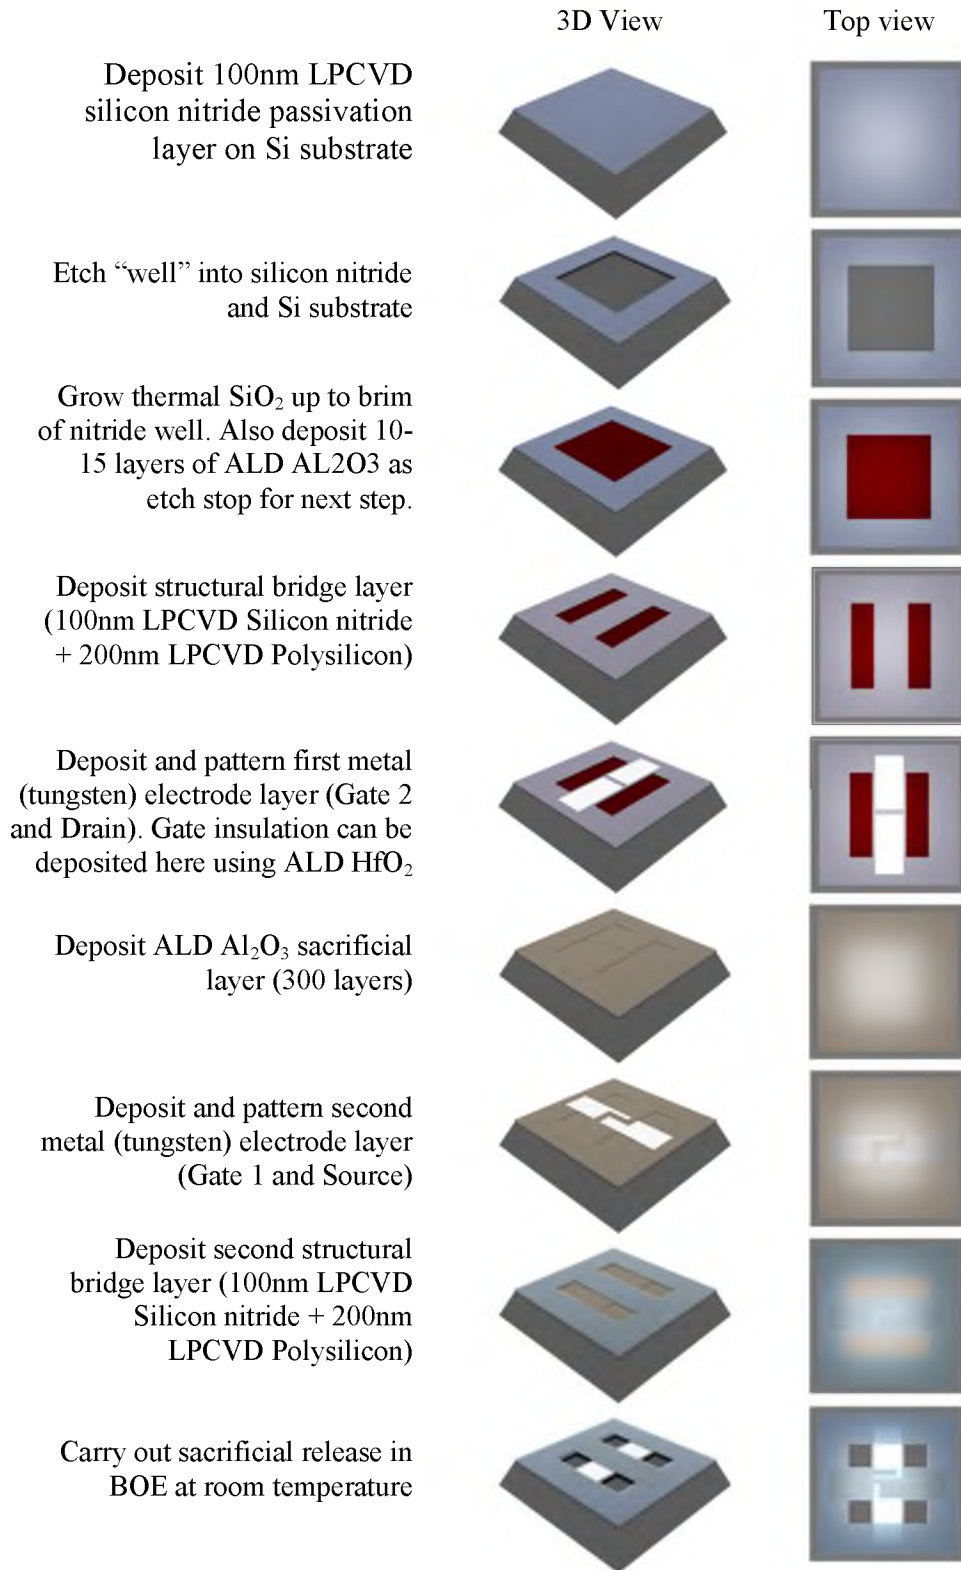 3D View
Top view
Deposit 100nm LPCVD
silicon nitride passivation
layer on Si substrate
Etch “well” into silicon nitride
and Si substrate
Grow thermal SiO₂ up to brim
of nitride well. Also deposit 10-
15 layers of ALD AL2O3 as
etch stop for next step.
Deposit structural bridge layer
(100nm LPCVD Silicon nitride
+ 200nm LPCVD Polysilicon)
Deposit and pattern first metal
(tungsten) electrode layer (Gate 2
and Drain). Gate insulation can be
deposited here using ALD HfO₂
Deposit ALD Al₂O₃ sacrificial
layer (300 layers)
Deposit and pattern second
metal (tungsten) electrode layer
(Gate 1 and Source)
Deposit second structural
bridge layer (100nm LPCVD
Silicon nitride + 200nm
LPCVD Polysilicon)
Carry out sacrificial release in
BOE at room temperature